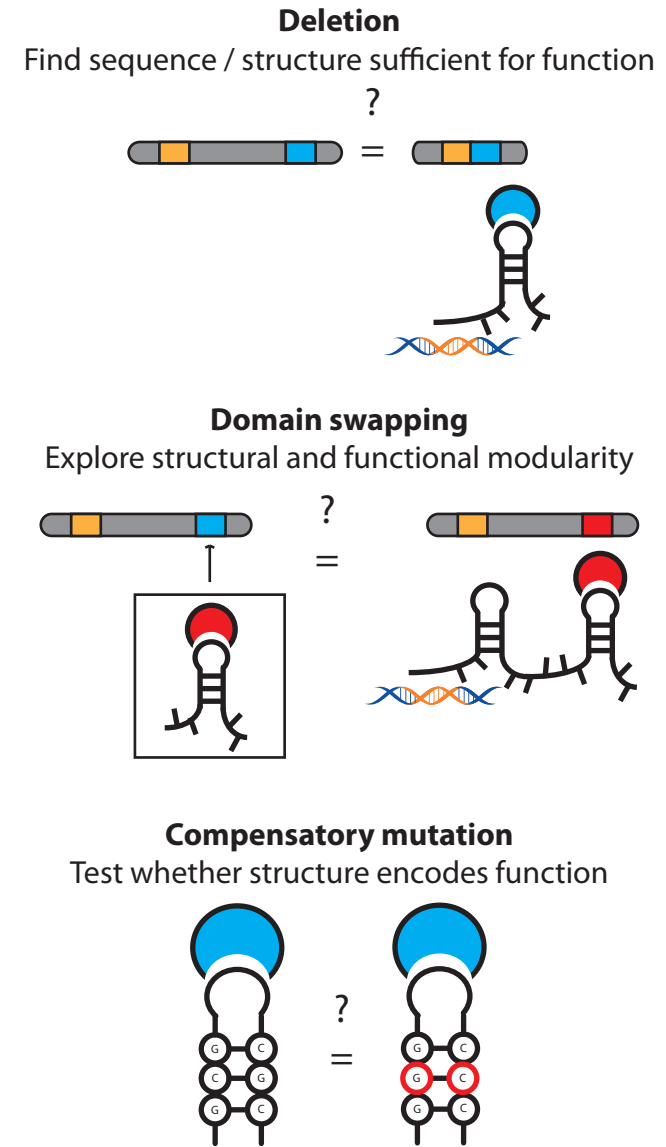 Deletion
Find sequence / structure sufficient for function
?
=
Domain swapping
Explore structural and functional modularity
?
=
Compensatory mutation
Test whether structure encodes function
?
=
G C G C
C G G C
G C G C